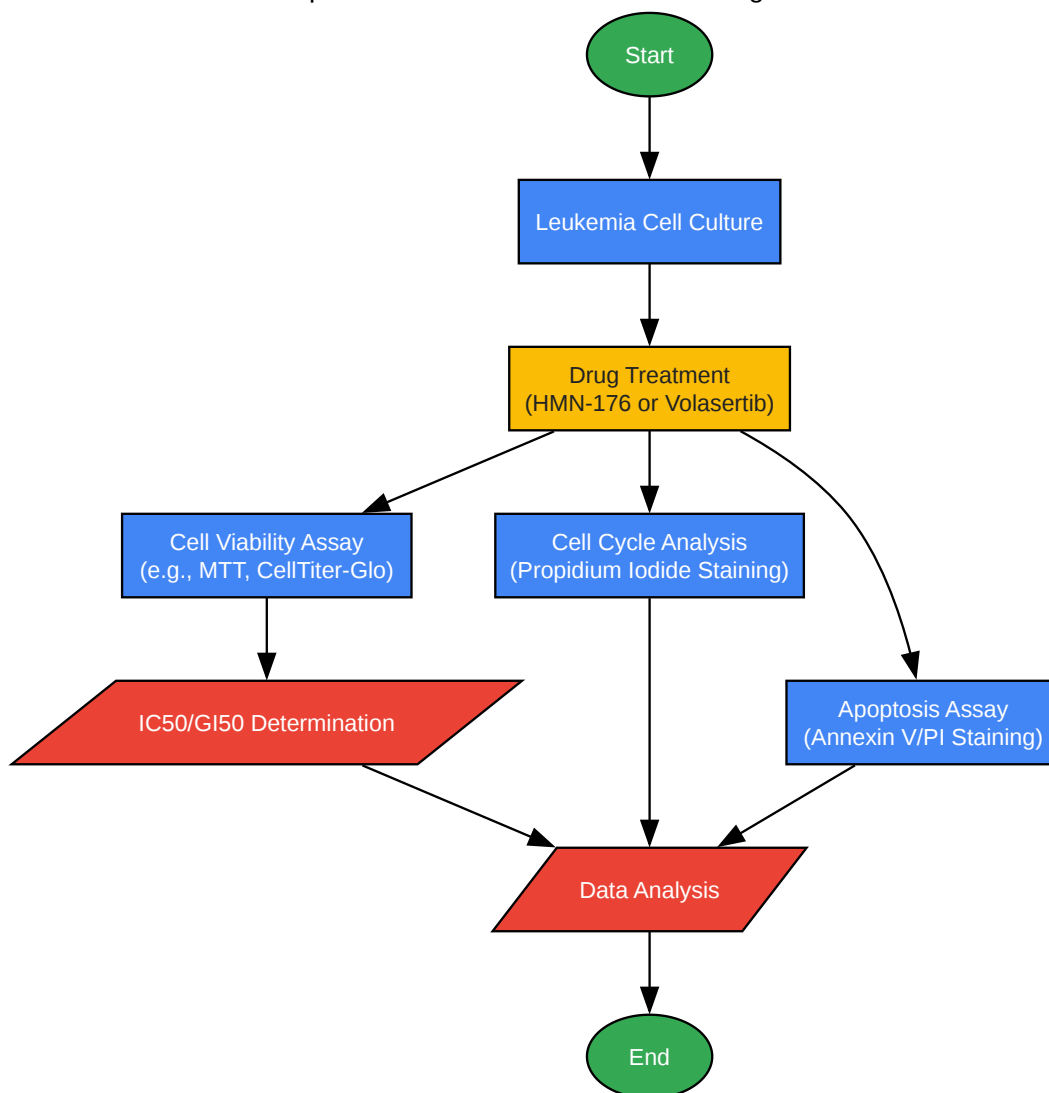 Start
Leukemia Cell Culture
Drug Treatment
(HMN-176 or Volasertib)
Cell Viability Assay
(e.g., MTT, CellTiter-Glo)
Cell Cycle Analysis
(Propidium Iodide Staining)
IC50/GI50 Determination
Apoptosis Assay
(Annexin V/PI Staining)
Data Analysis
End